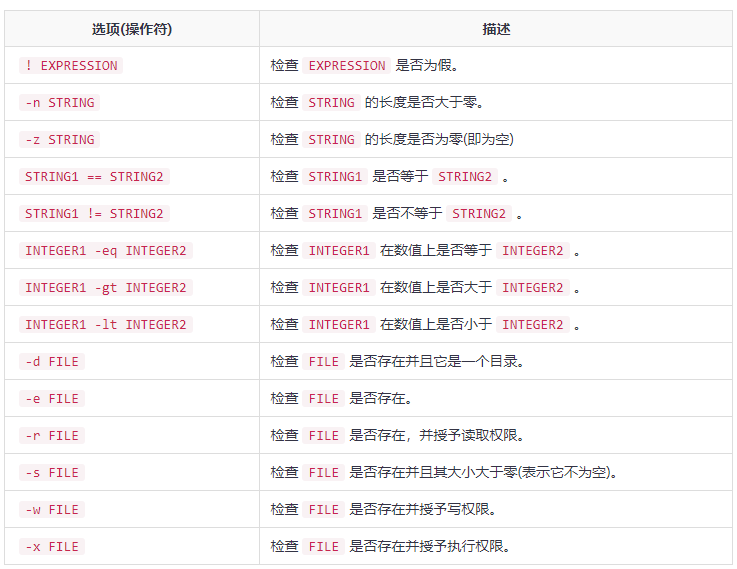 选项(操作符) 描述
! EXPRESSION 检查 EXPRESSION 是否为假。
-n STRING 检查 STRING 的长度是否大于零。
-z STRING 检查 STRING 的长度是否为零(即为空)
STRING1 == STRING2 检查 STRING1 是否等于 STRING2 。
STRING1 != STRING2 检查 STRING1 是否不等于 STRING2 。
INTEGER1 -eq INTEGER2 检查 INTEGER1 在数值上是否等于 INTEGER2 。
INTEGER1 -gt INTEGER2 检查 INTEGER1 在数值上是否大于 INTEGER2 。
INTEGER1 -lt INTEGER2 检查 INTEGER1 在数值上是否小于 INTEGER2 。
-d FILE 检查 FILE 是否存在并且它是一个目录。
-e FILE 检查 FILE 是否存在。
-r FILE 检查 FILE 是否存在，并授予读取权限。
-s FILE 检查 FILE 是否存在并且其大小大于零(表示它不为空)。
-w FILE 检查 FILE 是否存在并授予写权限。
-x FILE 检查 FILE 是否存在并授予执行权限。